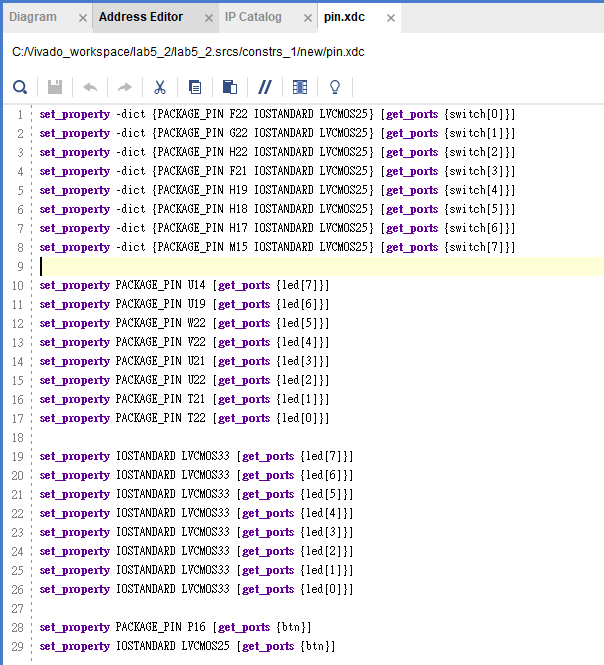 Diagram × Address Editor × IP Catalog × pin.xdc ×
C:/Vivado_workspace/lab5_2/lab5_2.srcs/constrs_1/new/pin.xdc
1 set_property -dict {PACKAGE_PIN F22 IOSTANDARD LVCMOS25} [get_ports {switch[0]}]
2 set_property -dict {PACKAGE_PIN G22 IOSTANDARD LVCMOS25} [get_ports {switch[1]}]
3 set_property -dict {PACKAGE_PIN H22 IOSTANDARD LVCMOS25} [get_ports {switch[2]}]
4 set_property -dict {PACKAGE_PIN F21 IOSTANDARD LVCMOS25} [get_ports {switch[3]}]
5 set_property -dict {PACKAGE_PIN H19 IOSTANDARD LVCMOS25} [get_ports {switch[4]}]
6 set_property -dict {PACKAGE_PIN H18 IOSTANDARD LVCMOS25} [get_ports {switch[5]}]
7 set_property -dict {PACKAGE_PIN H17 IOSTANDARD LVCMOS25} [get_ports {switch[6]}]
8 set_property -dict {PACKAGE_PIN M15 IOSTANDARD LVCMOS25} [get_ports {switch[7]}]
9
10 set_property PACKAGE_PIN U14 [get_ports {led[7]}]
11 set_property PACKAGE_PIN U19 [get_ports {led[6]}]
12 set_property PACKAGE_PIN W22 [get_ports {led[5]}]
13 set_property PACKAGE_PIN V22 [get_ports {led[4]}]
14 set_property PACKAGE_PIN U21 [get_ports {led[3]}]
15 set_property PACKAGE_PIN U22 [get_ports {led[2]}]
16 set_property PACKAGE_PIN T21 [get_ports {led[1]}]
17 set_property PACKAGE_PIN T22 [get_ports {led[0]}]
18
19 set_property IOSTANDARD LVCMOS33 [get_ports {led[7]}]
20 set_property IOSTANDARD LVCMOS33 [get_ports {led[6]}]
21 set_property IOSTANDARD LVCMOS33 [get_ports {led[5]}]
22 set_property IOSTANDARD LVCMOS33 [get_ports {led[4]}]
23 set_property IOSTANDARD LVCMOS33 [get_ports {led[3]}]
24 set_property IOSTANDARD LVCMOS33 [get_ports {led[2]}]
25 set_property IOSTANDARD LVCMOS33 [get_ports {led[1]}]
26 set_property IOSTANDARD LVCMOS33 [get_ports {led[0]}]
27
28 set_property PACKAGE_PIN P16 [get_ports {btn}]
29 set_property IOSTANDARD LVCMOS25 [get_ports {btn}]